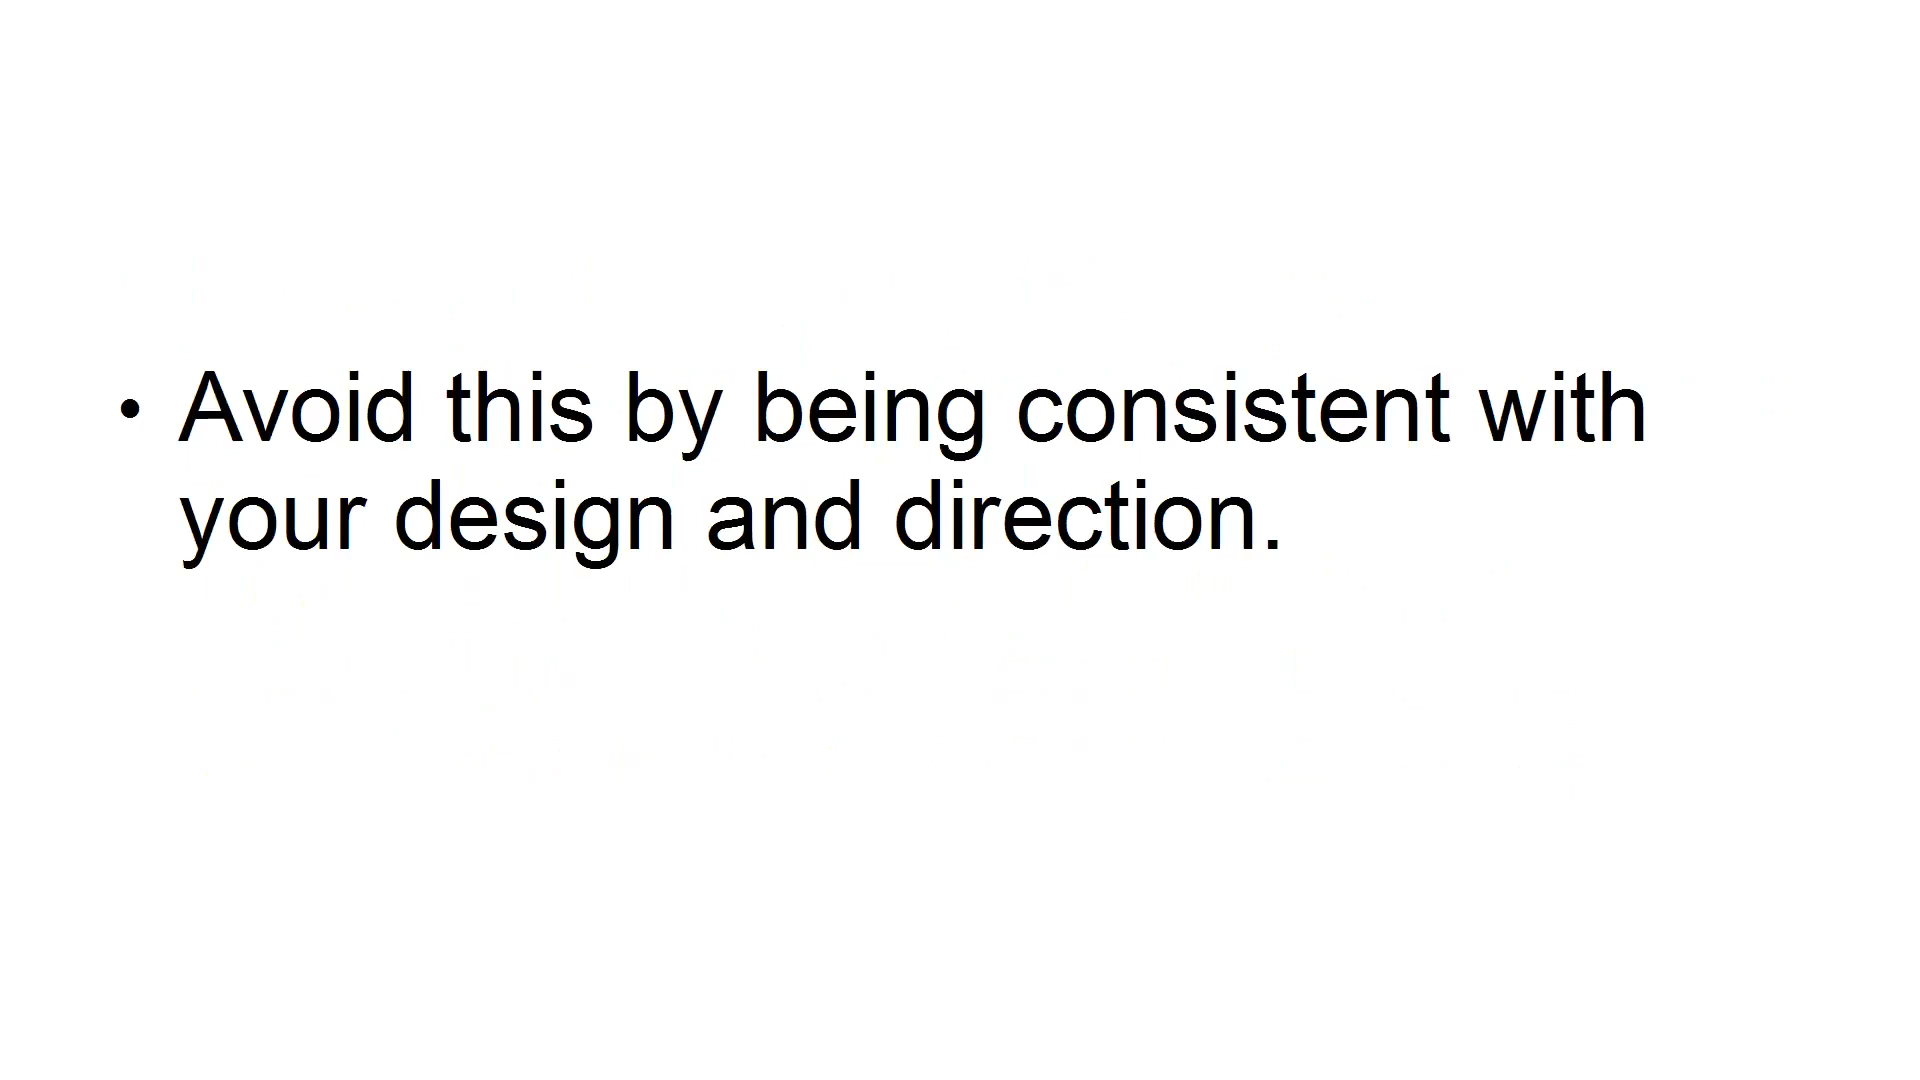 • Avoid this by being consistent with
your design and direction.